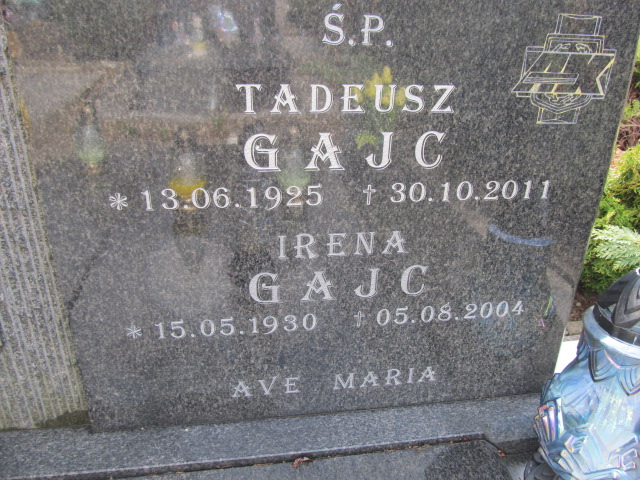 Ś.P.
TADEUSZ
GAJC
* 13.06.1925 † 30.10.2011
IRENA
GAJC
* 15.05.1930 † 05.08.2004
AVE MARIA